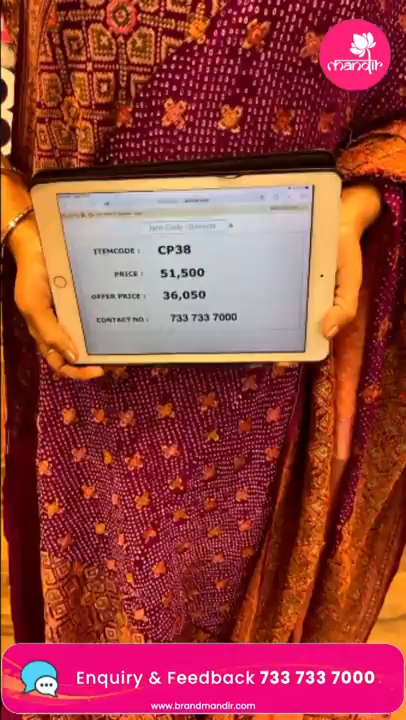 mandir
ITEMCODE : CP38
PRICE : 51,500
OFFER PRICE : 36,050
CONTACT NO : 733 733 7000
Enquiry & Feedback 733 733 7000
www.brandmandir.com